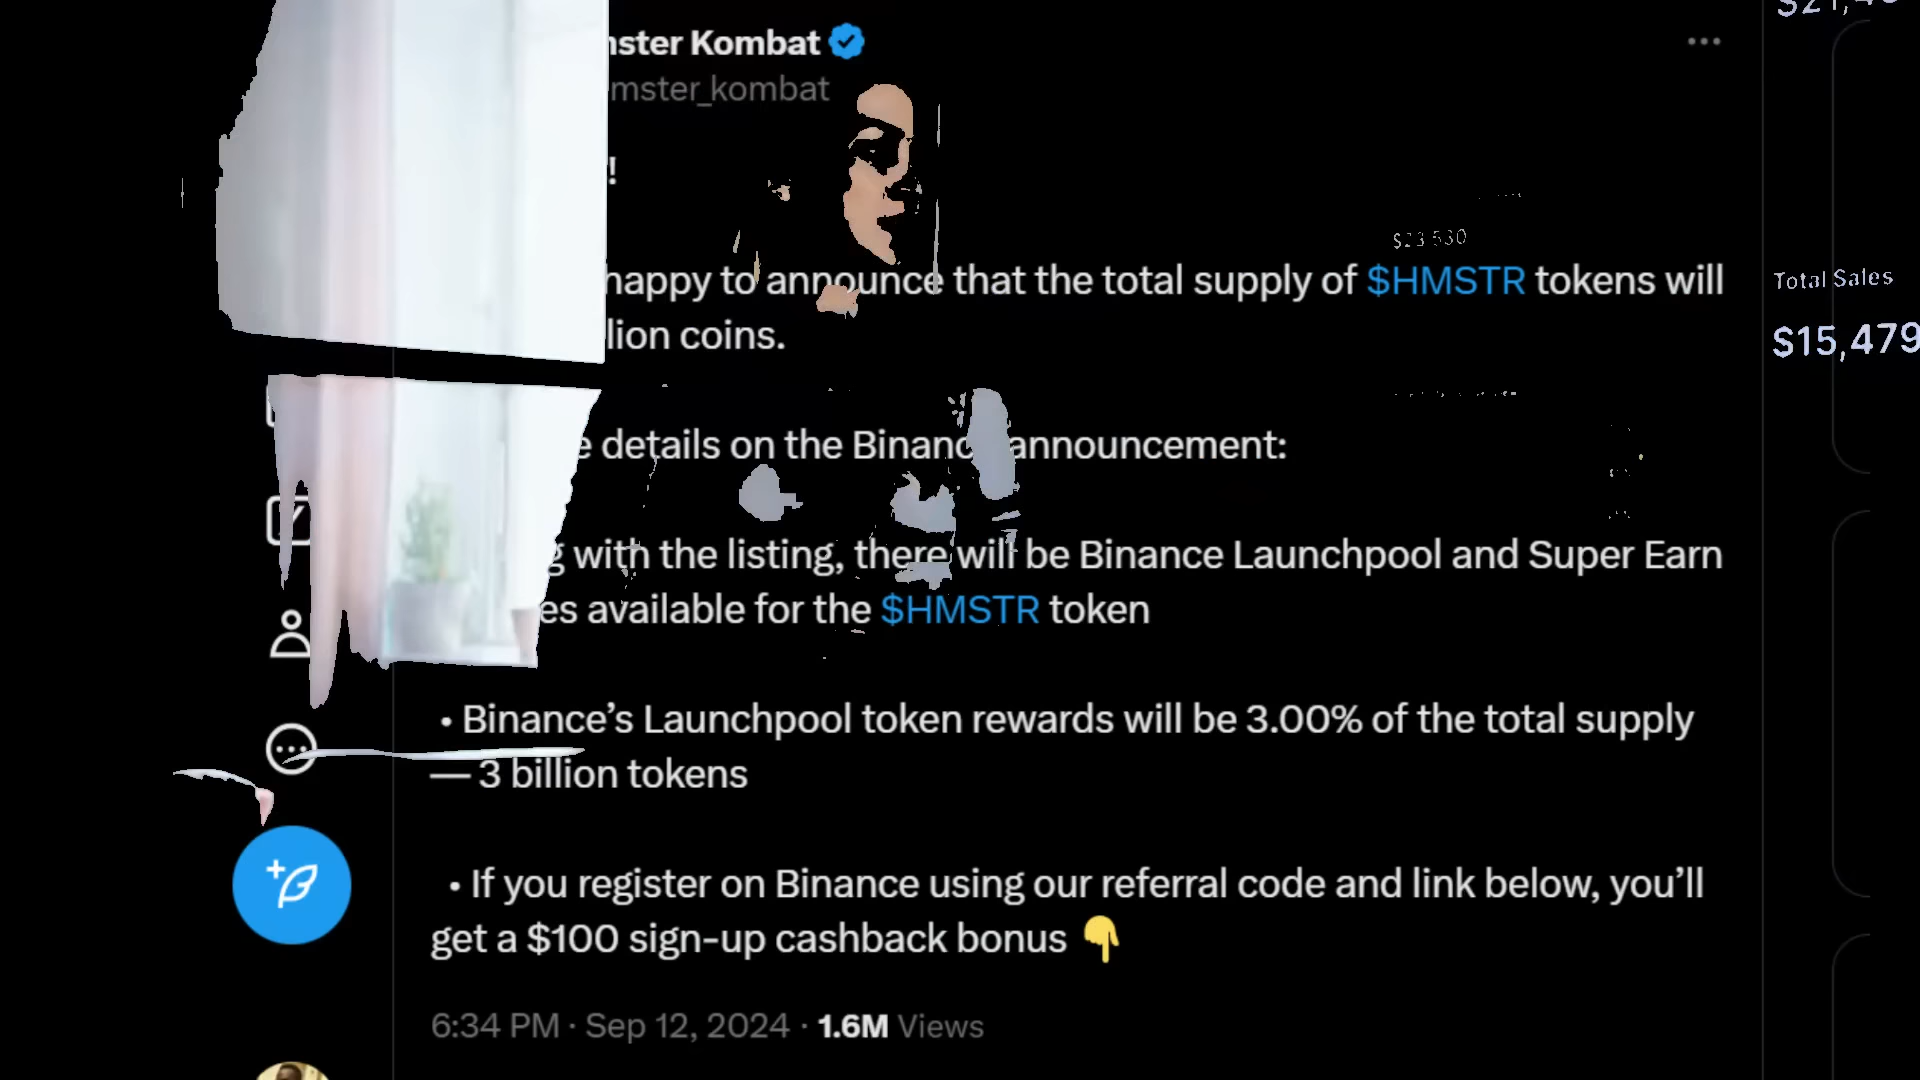 $21,4
mster Kombat
mster_kombat
!
$23 530
happy to announce that the total supply of $HMSTR tokens will
Total Sales
lion coins.
$15,479
e details on the Binanc announcement:
g with the listing, there will be Binance Launchpool and Super Earn
es available for the $HMSTR token
• Binance’s Launchpool token rewards will be 3.00% of the total supply
— 3 billion tokens
• If you register on Binance using our referral code and link below, you’ll
get a $100 sign-up cashback bonus 👇
6:34 PM · Sep 12, 2024 · 1.6M Views